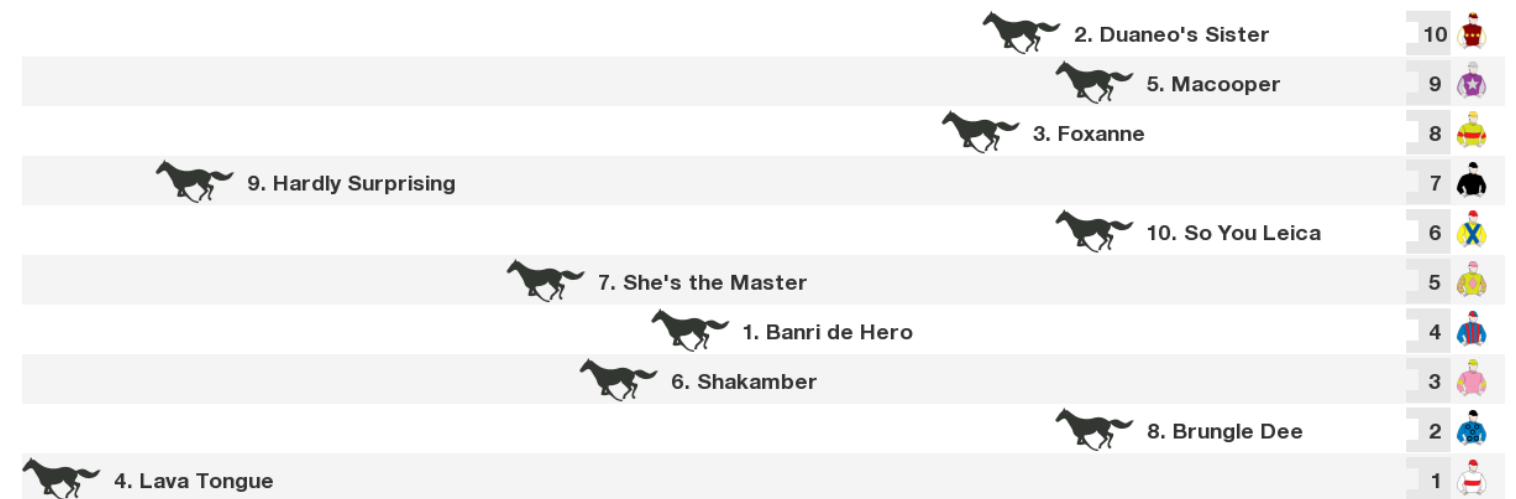 2. Duaneo's Sister 10
5. Macooper 9
3. Foxanne 8
9. Hardly Surprising 7
10. So You Leica 6
7. She's the Master 5
1. Banri de Hero 4
6. Shakamber 3
8. Brungle Dee 2
4. Lava Tongue 1